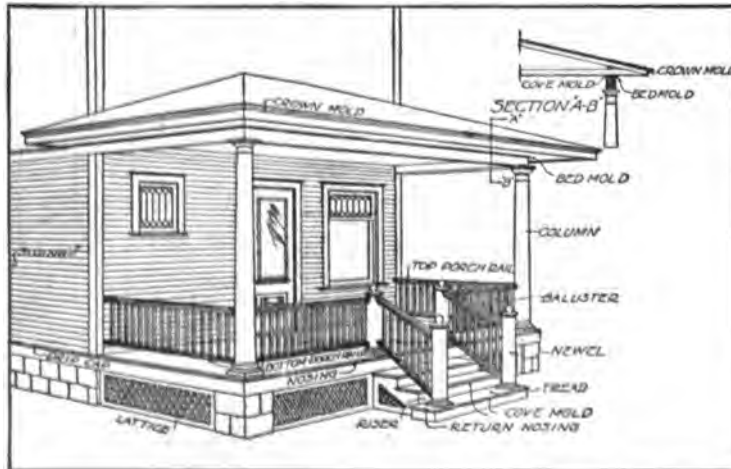 CROWN MOLD
COVE MOLD
BED MOLD
SECTION "A-B"
CROWN MOLD
"A"
"B"
BED MOLD
COLUMN
TOP PORCH RAIL
BALUSTER
BOTTOM PORCH RAIL
NEWEL
NOSING
TREAD
LATTICE
RISER
COVE MOLD
RETURN NOSING